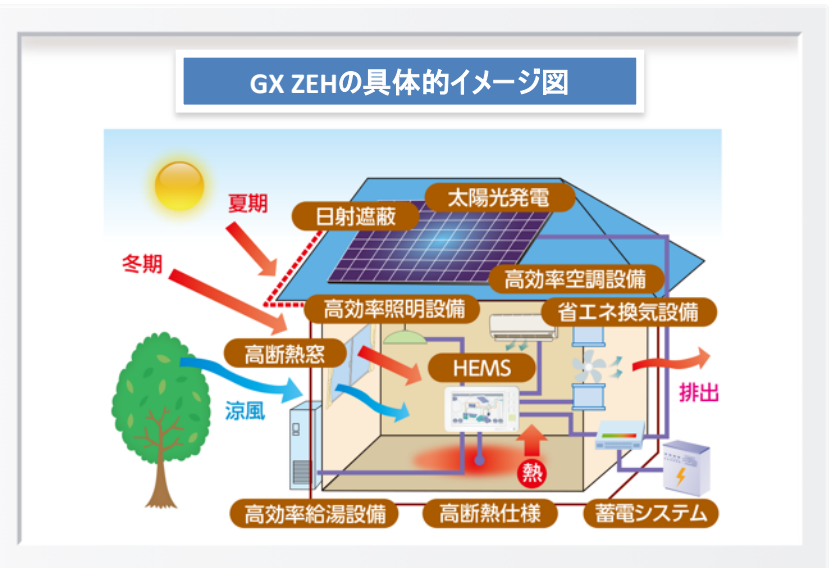 GX ZEHの具体的イメージ図
太陽光発電
夏期
日射遮蔽
冬期
高効率空調設備
高効率照明設備
省エネ換気設備
高断熱窓
HEMS
排出
涼風
熱
高効率給湯設備
高断熱仕様
蓄電システム